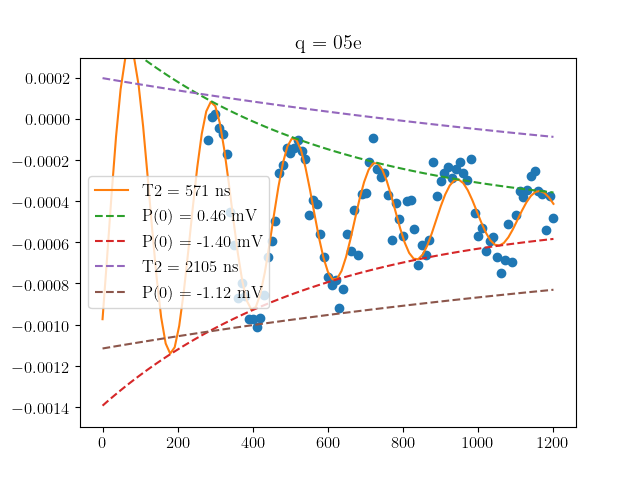 q = 05e
0.0002
0.0000
−0.0002
−0.0004
−0.0006
−0.0008
−0.0010
−0.0012
−0.0014
T2 = 571 ns
P(0) = 0.46 mV
P(0) = -1.40 mV
T2 = 2105 ns
P(0) = -1.12 mV
0 200 400 600 800 1000 1200